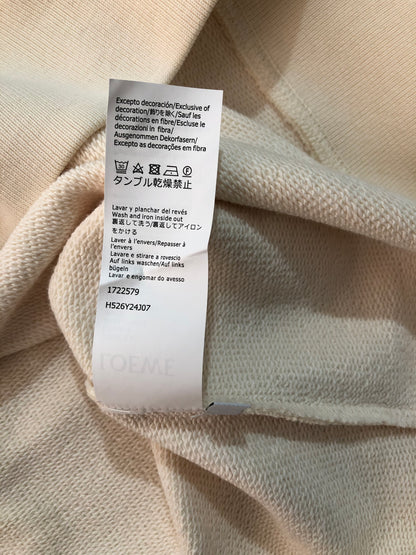 Excepto decoración/Exclusive of
decoration/飾りを除く/Sauf les
décorations en fibre/Escluse le
decorazioni in fibra/
Ausgenommen Dekorfasern/
Excepto as decorações em fibra
30
タンブル乾燥禁止
Lavar y planchar del revés
Wash and iron inside out
裏返して洗う/裏返してアイロン
をかける
Laver à l'envers/Repasser à
l'envers
Lavare e stirare a rovescio
Auf links waschen/Auf links
bügeln
Lavar e engomar do avesso
1722579
H526Y24J07
LOEWE